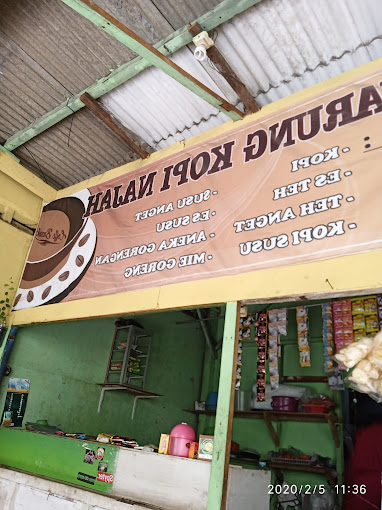 WARUNG KOPI NAJAH
- KOPI
- ES TEH
- TEH ANGET
- KOPI SUSU
- SUSU ANGET
- ES SUSU
- ANEKA GORENGAN
- MIE GORENG
2020/2/5 11:36